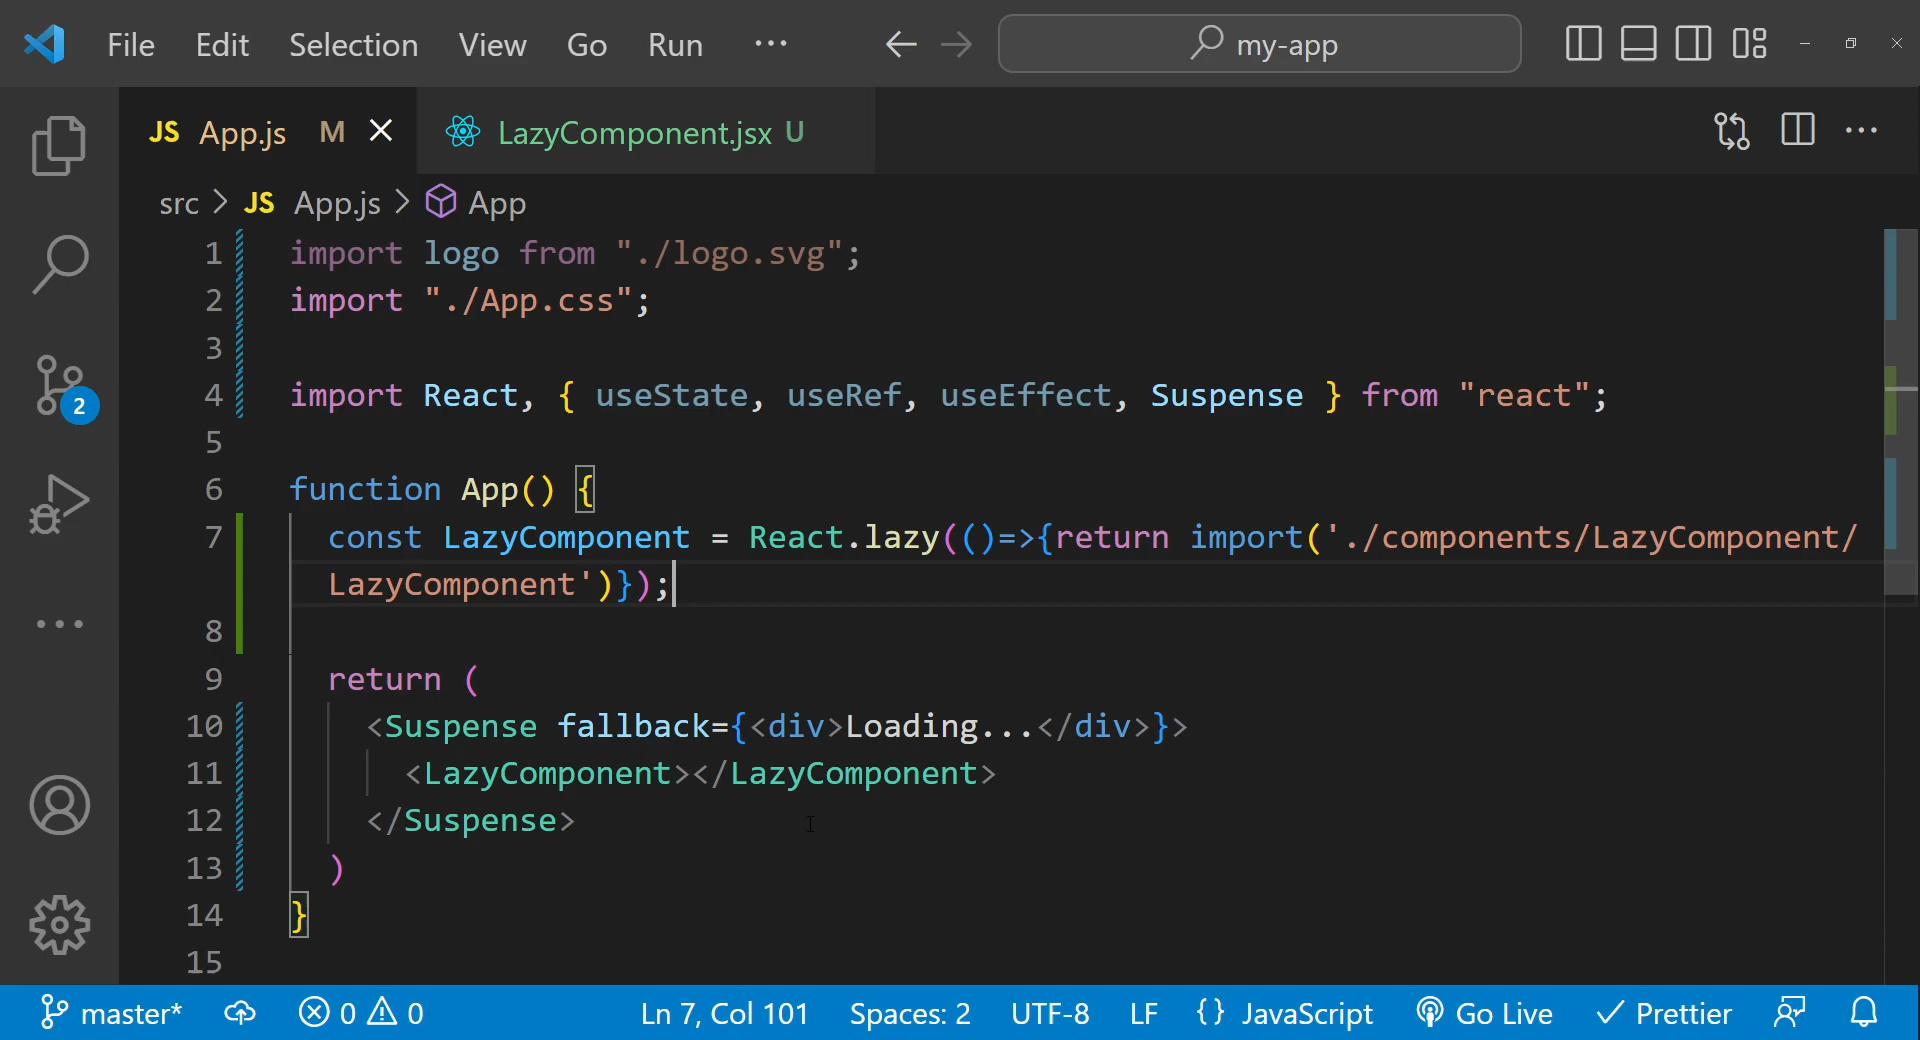 File Edit Selection View Go Run ··· my-app
JS App.js M LazyComponent.jsx U
src > JS App.js > App
1 import logo from "./logo.svg";
2 import "./App.css";
3
4 import React, { useState, useRef, useEffect, Suspense } from "react";
5
6 function App() {
7 const LazyComponent = React.lazy(()=>{return import('./components/LazyComponent/
LazyComponent')});
8
9 return (
10 <Suspense fallback={<div>Loading...</div>}>
11 <LazyComponent></LazyComponent>
12 </Suspense>
13 )
14 }
15
2
master* 0 0 Ln 7, Col 101 Spaces: 2 UTF-8 LF {} JavaScript Go Live Prettier